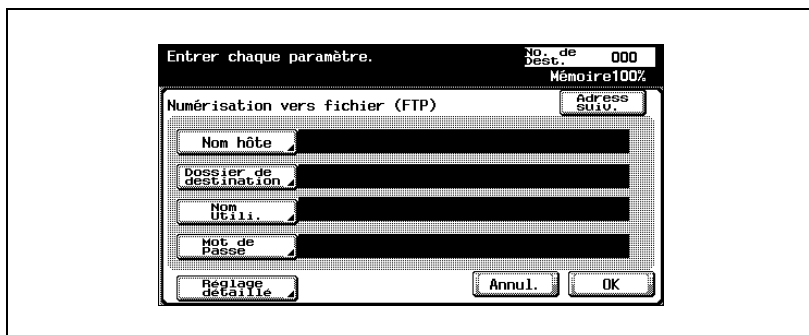 Entrer chaque paramètre.
No. de
Dest. 000
Mémoire100%
Numérisation vers fichier (FTP)
Adress
suiv.
Nom hôte
Dossier de
destination
Nom
Utili.
Mot de
Passe
Réglage
détaillé
Annul.
OK